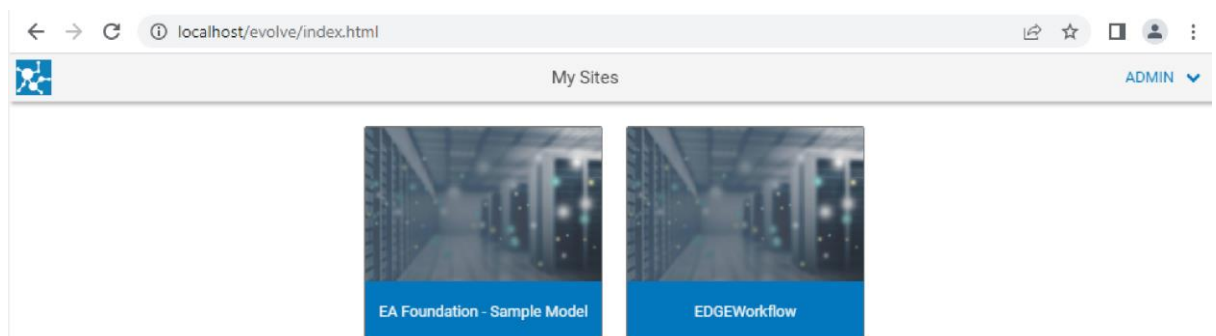 localhost/evolve/index.html
My Sites
ADMIN
EA Foundation - Sample Model
EDGEWorkflow